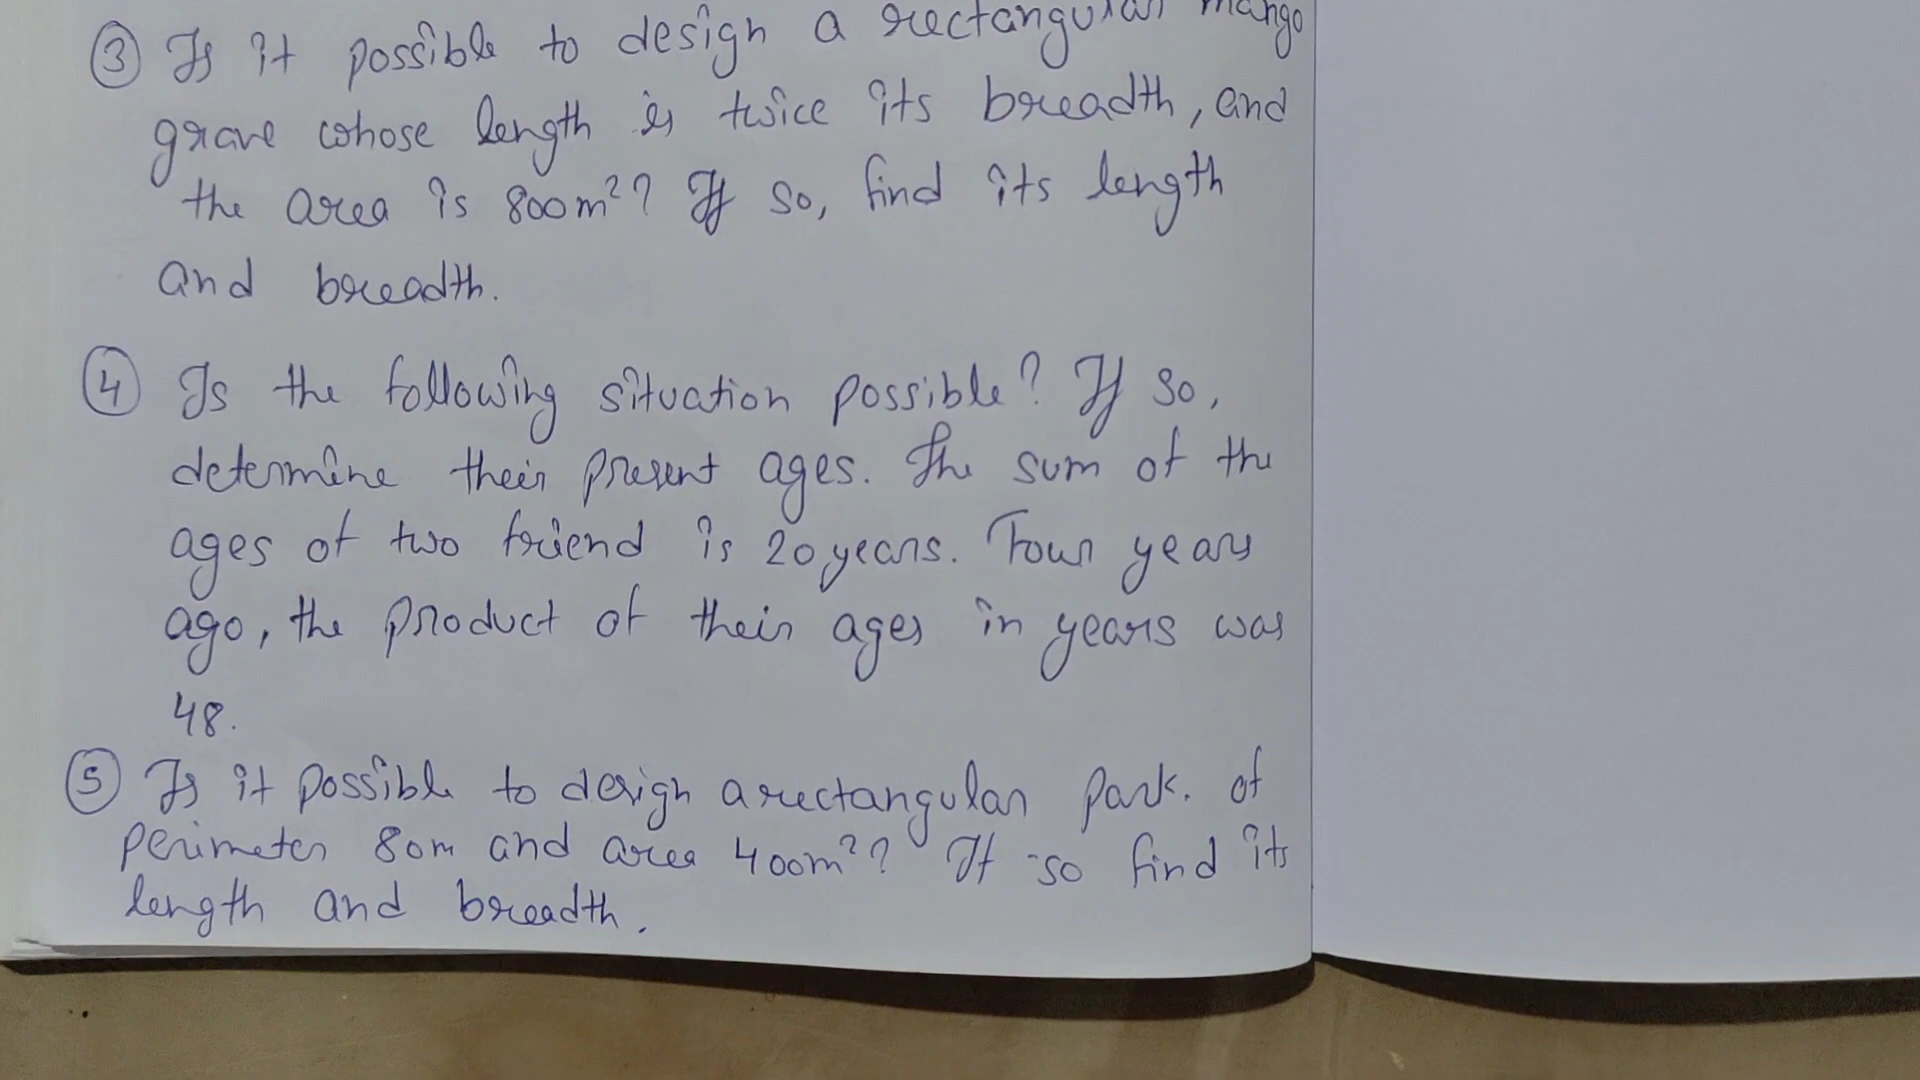 ③ Is it possible to design a rectangular mango
grave whose length is twice its breadth, and
the area is 800m²? If so, find its length
and breadth.
④ Is the following situation possible? If so,
determine their present ages. The sum of the
ages of two friend is 20 years. Four years
ago, the product of their ages in years was
48.
⑤ Is it possible to design a rectangular park. of
perimeter 80m and area 400m²? If so find its
length and breadth.